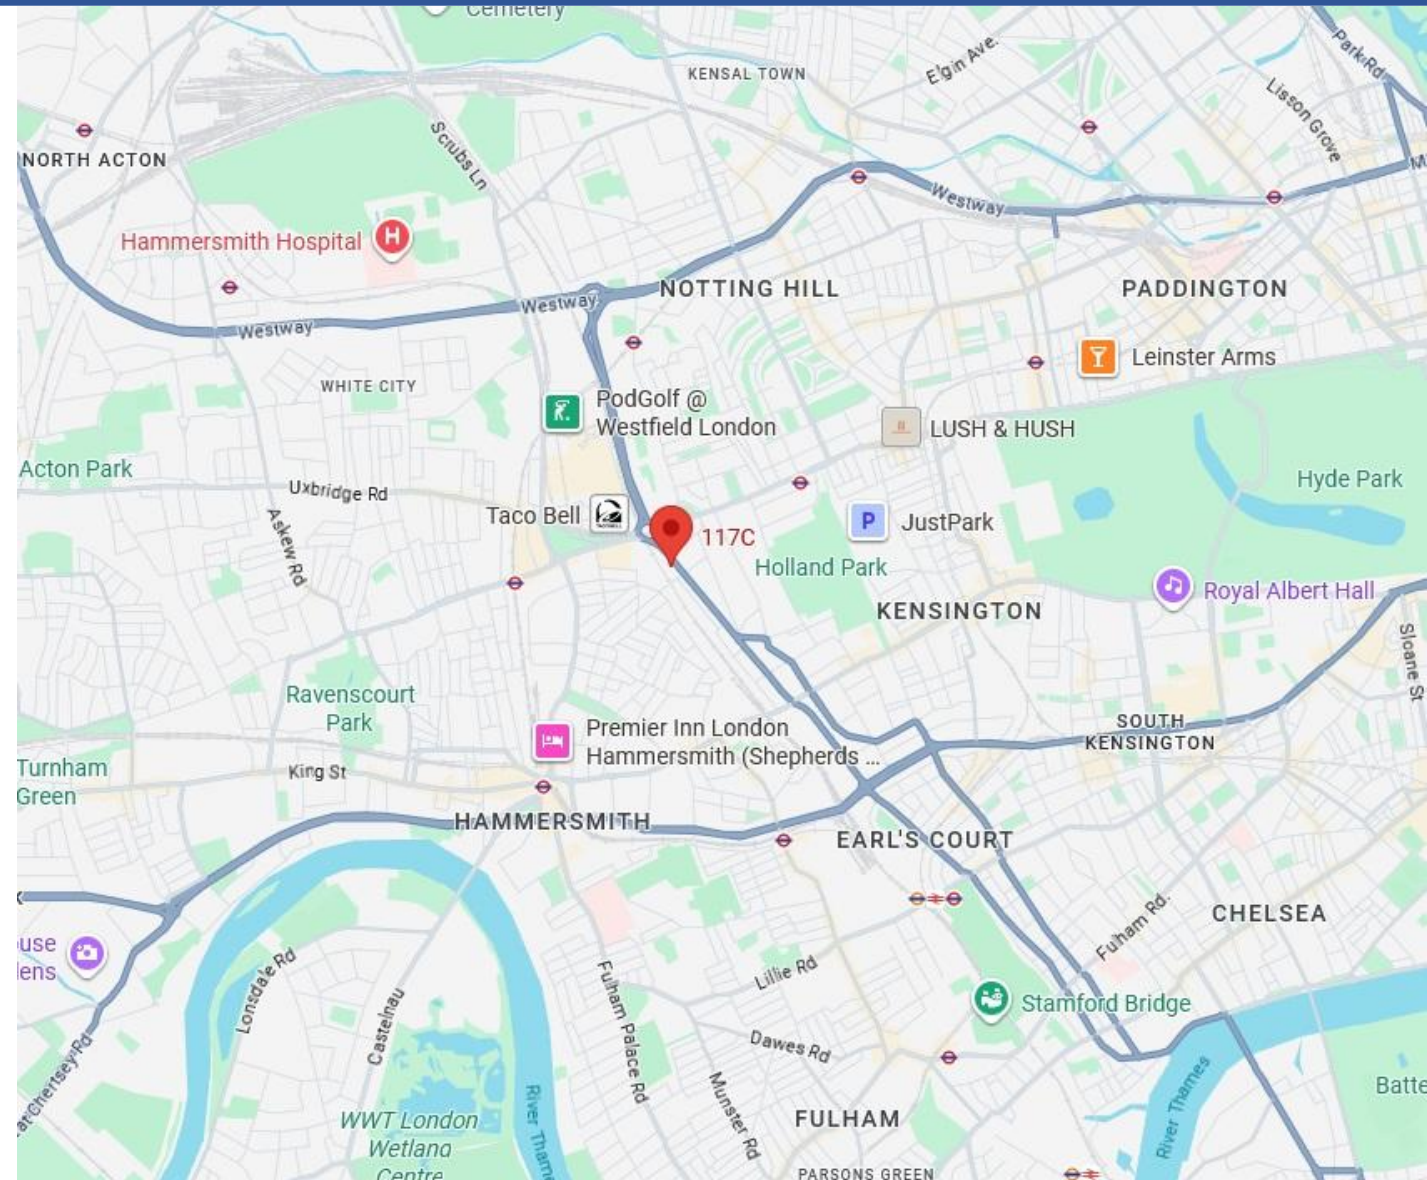 Cemetery
KENSAL TOWN
Elgin Ave.
Park Rd
Lisson Grove
Scrubs Ln
NORTH ACTON
Westway
Hammersmith Hospital
H
NOTTING HILL
PADDINGTON
Westway
Westway
Leinster Arms
WHITE CITY
PodGolf @
Westfield London
LUSH & HUSH
Acton Park
Hyde Park
Uxbridge Rd
Askew Rd
Taco Bell
P
JustPark
117C
Holland Park
Royal Albert Hall
KENSINGTON
Sloane St
Ravenscourt
Park
Premier Inn London
Hammersmith (Shepherds ...
SOUTH
KENSINGTON
Turnham
Green
King St
HAMMERSMITH
EARL'S COURT
CHELSEA
Fulham Rd.
Lonsdale Rd
Castelnau
Fulham Palace Rd
Lillie Rd
Stamford Bridge
Dawes Rd
Munster Rd
River Thames
WWT London
Wetland
Centre
FULHAM
PARSONS GREEN